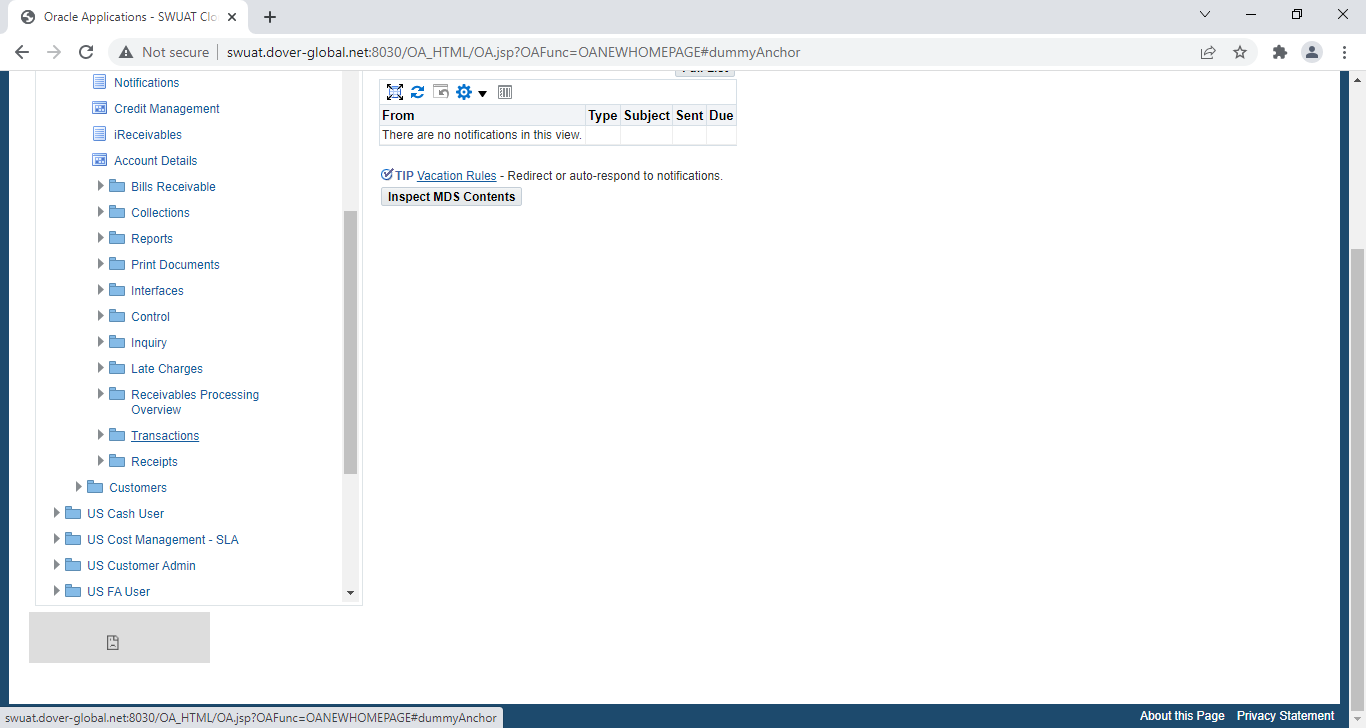 Oracle Applications - SWUAT Clo
Not secure
swuat.dover-global.net:8030/OA_HTML/OA.jsp?OAFunc=OANEWHOMEPAGE#dummyAnchor
Notifications
Credit Management
iReceivables
Account Details
Bills Receivable
Collections
Reports
Print Documents
Interfaces
Control
Inquiry
Late Charges
Receivables Processing
Overview
Transactions
Receipts
Customers
US Cash User
US Cost Management - SLA
US Customer Admin
US FA User
From Type Subject Sent Due
There are no notifications in this view.
TIP Vacation Rules - Redirect or auto-respond to notifications.
Inspect MDS Contents
swuat.dover-global.net:8030/OA_HTML/OA.jsp?OAFunc=OANEWHOMEPAGE#dummyAnchor
About this Page Privacy Statement